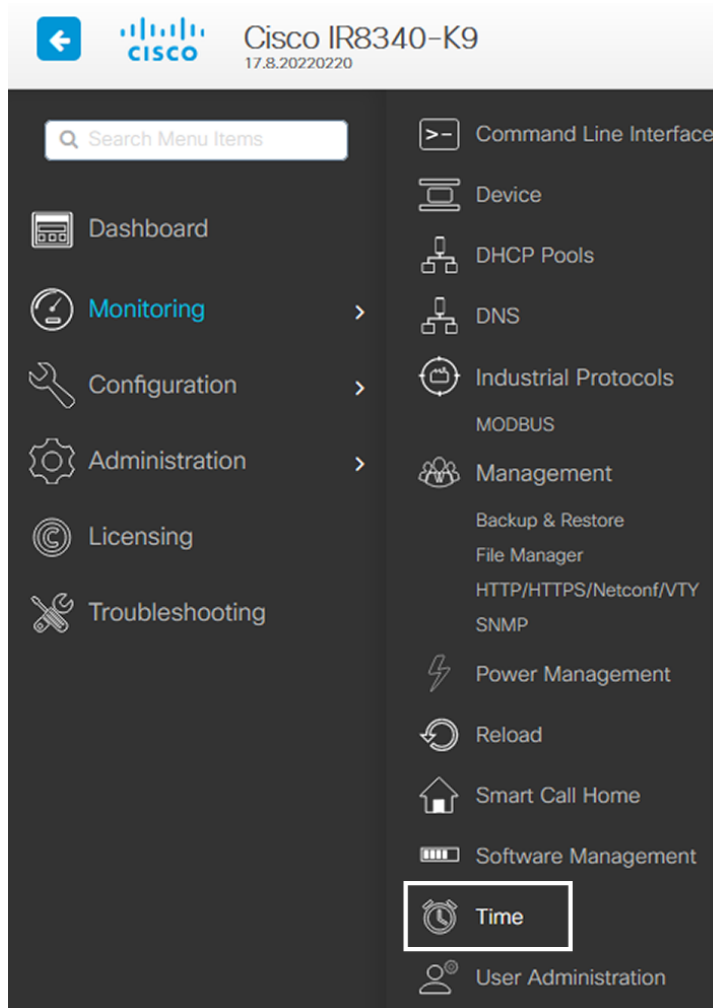 CISCO
Cisco IR8340-K9
17.8.20220220
Search Menu Items
Dashboard
Monitoring
Configuration
Administration
Licensing
Troubleshooting
Command Line Interface
Device
DHCP Pools
DNS
Industrial Protocols
MODBUS
Management
Backup & Restore
File Manager
HTTP/HTTPS/Netconf/VTY
SNMP
Power Management
Reload
Smart Call Home
Software Management
Time
User Administration